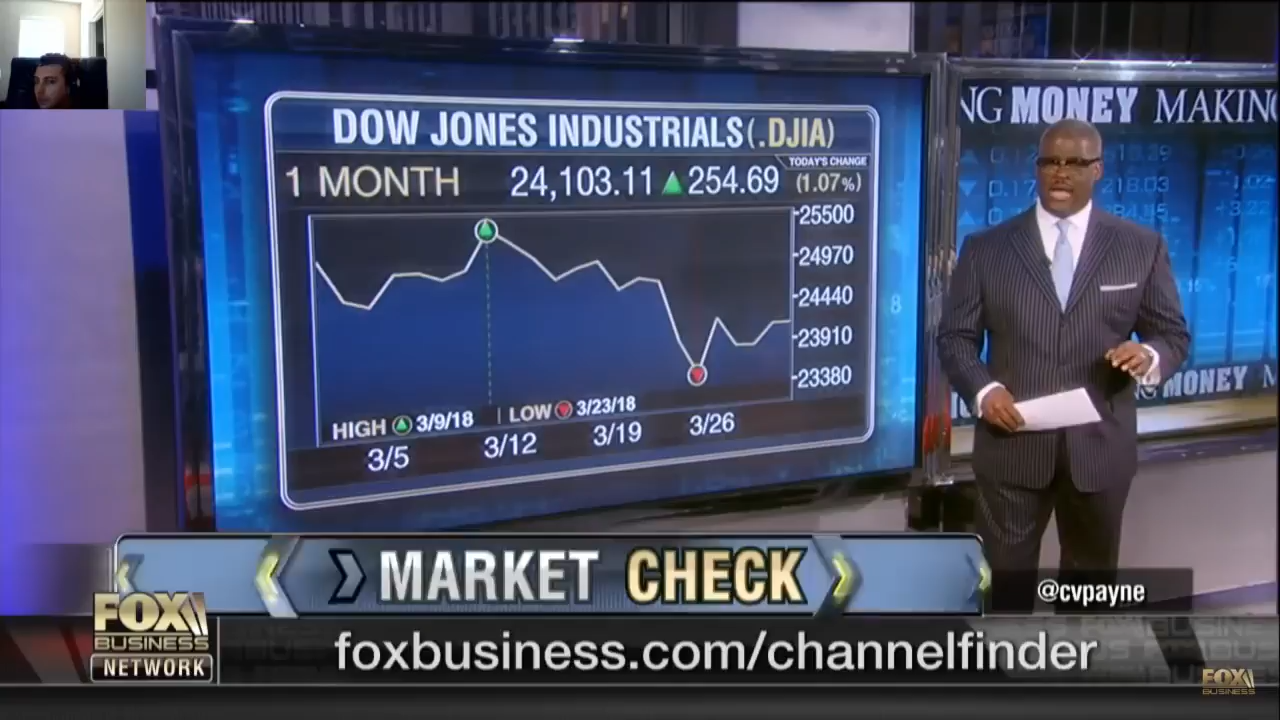 DOW JONES INDUSTRIALS (.DJIA)
TODAY'S CHANGE
1 MONTH 24,103.11 ▲ 254.69 (1.07%)
25500
24970
24440
23910
23380
HIGH 3/9/18 | LOW 3/23/18
3/5 3/12 3/19 3/26
NG MONEY MAKING
MONEY
MARKET CHECK
@cvpayne
FOX
BUSINESS
NETWORK
foxbusiness.com/channelfinder
FOX
BUSINESS